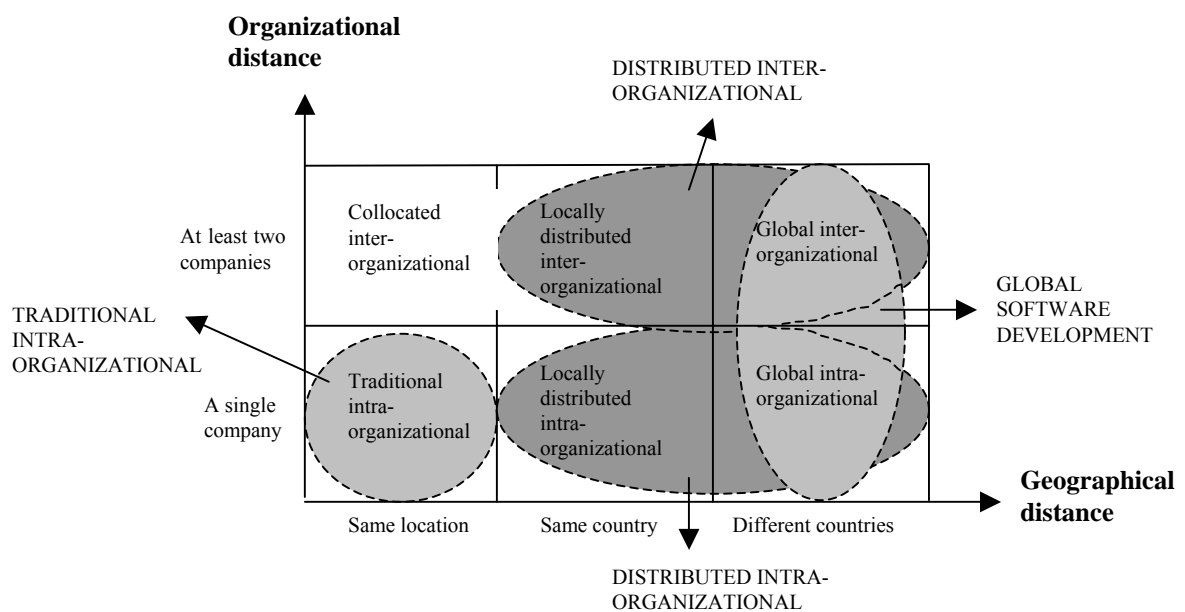 Organizational
distance
DISTRIBUTED INTER-
ORGANIZATIONAL
At least two
companies
Collocated
inter-
organizational
Locally
distributed
inter-
organizational
Global inter-
organizational
GLOBAL
SOFTWARE
DEVELOPMENT
TRADITIONAL
INTRA-
ORGANIZATIONAL
A single
company
Traditional
intra-
organizational
Locally
distributed
intra-
organizational
Global intra-
organizational
Geographical
distance
Same location
Same country
Different countries
DISTRIBUTED INTRA-
ORGANIZATIONAL